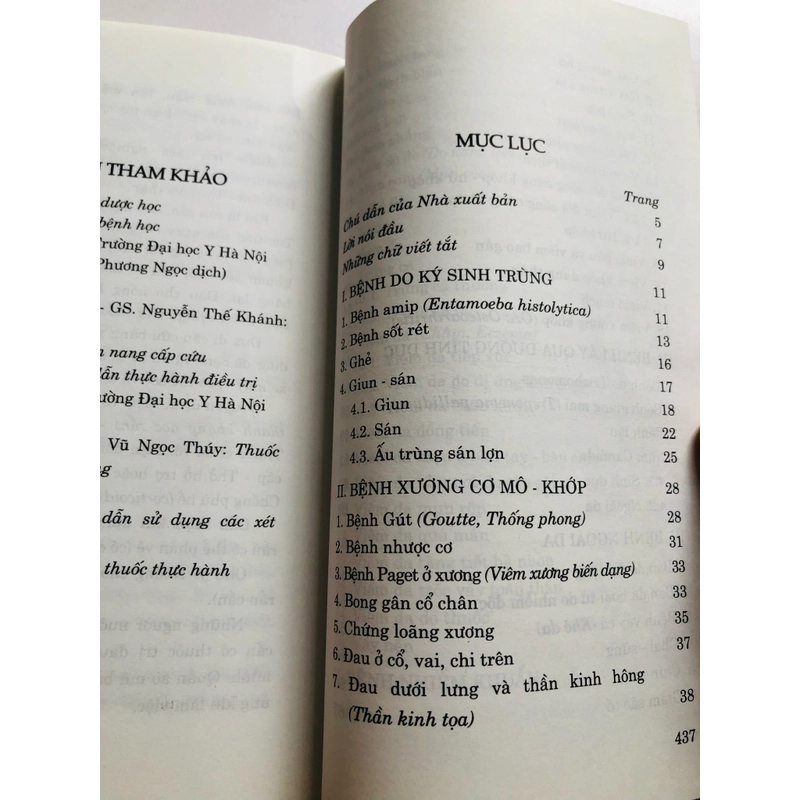 THAM KHẢO
dược học
bệnh học
Trường Đại học Y Hà Nội
Phương Ngọc dịch)
- GS. Nguyễn Thế Khánh:
nang cấp cứu
dẫn thực hành điều trị
ường Đại học Y Hà Nội
Vũ Ngọc Thúy: Thuốc
ng
dẫn sử dụng các xét
thuốc thực hành
MỤC LỤC
Trang
Chú dẫn của Nhà xuất bản 5
Lời nói đầu 7
Những chữ viết tắt 9
I. BỆNH DO KÝ SINH TRÙNG 11
1. Bệnh amip (Entamoeba histolytica) 11
2. Bệnh sốt rét 13
3. Ghẻ 16
4. Giun - sán 17
4.1. Giun 18
4.2. Sán 22
4.3. Ấu trùng sán lợn 25
II. BỆNH XƯƠNG CƠ MÔ - KHỚP 28
1. Bệnh Gút (Goutte, Thống phong) 28
2. Bệnh nhược cơ 31
3. Bệnh Paget ở xương (Viêm xương biến dạng) 33
4. Bong gân cổ chân 33
5. Chứng loãng xượng 35
6. Đau ở cổ, vai, chi trên 37
7. Đau dưới lưng và thần kinh hông
(Thần kinh tọa) 38
437